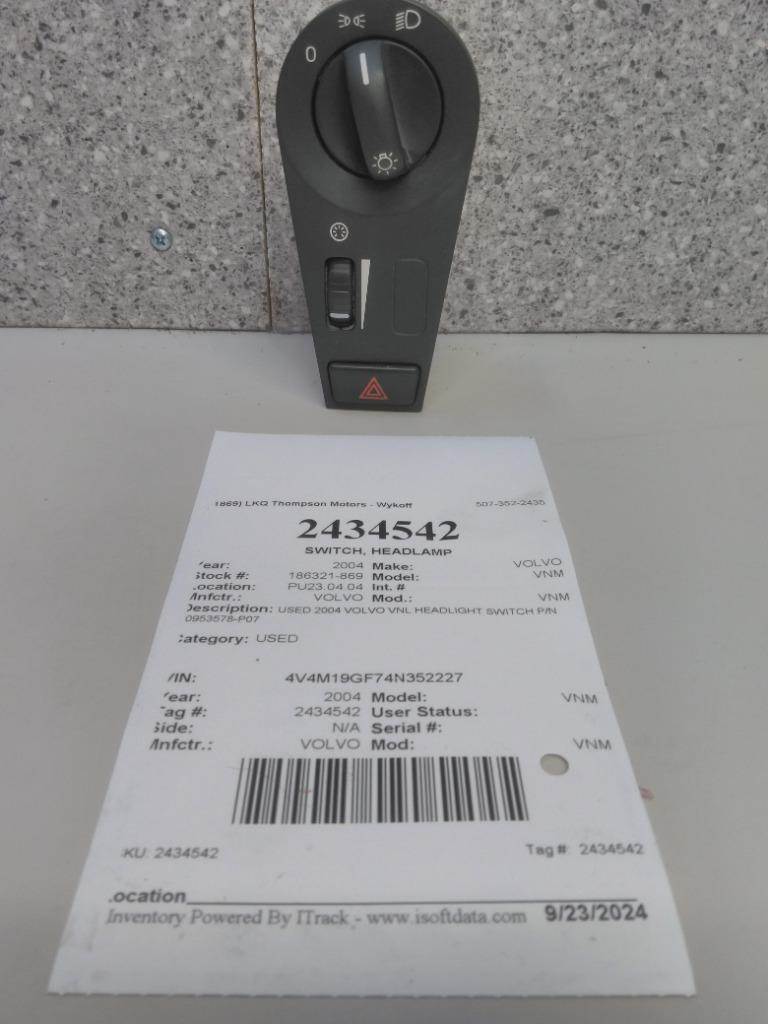 0
1869) LKQ Thompson Motors - Wykoff 507-352-2435
2434542
SWITCH, HEADLAMP
Year: 2004 Make: VOLVO
Stock #: 186321-869 Model: VNM
Location: PU23.04.04 Int. #
Mnfctr.: VOLVO Mod.: VNM
Description: USED 2004 VOLVO VNL HEADLIGHT SWITCH P/N
0953578-P07
Category: USED
VIN: 4V4M19GF74N352227
Year: 2004 Model: VNM
Tag #: 2434542 User Status:
Side: N/A Serial #:
Mnfctr.: VOLVO Mod: VNM
KU: 2434542 Tag #: 2434542
Location
Inventory Powered By ITrack - www.isoftdata.com 9/23/2024